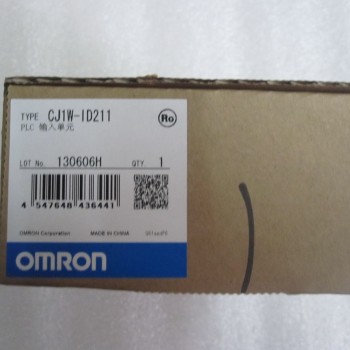 TYPE CJ1W-ID211
PLC 输入单元
Ro
LOT No. 130606H QTY. 1
4 547648 436441
OMRON Corporation MADE IN CHINA
OMRON